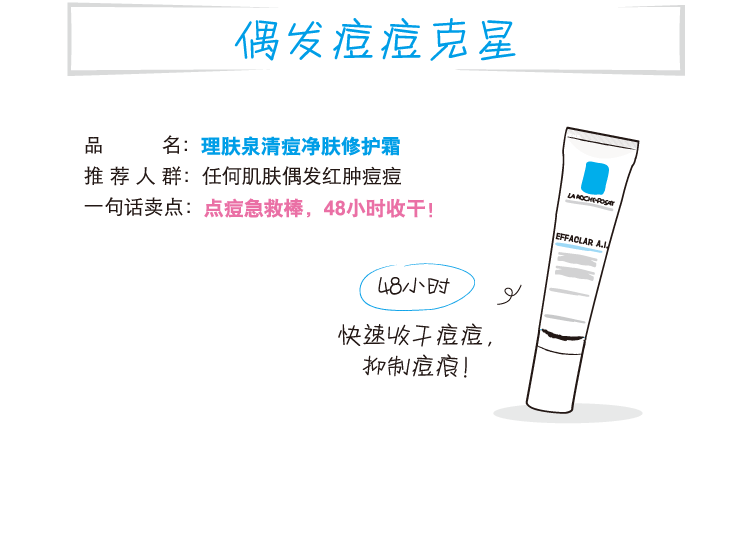 偶发痘痘克星
品 名：理肤泉清痘净肤修护霜
推荐人群：任何肌肤偶发红肿痘痘
一句话卖点：点痘急救棒，48小时收干！
LA ROCHE-POSAY
EFFACLAR A.I.
48小时
快速收干痘痘，
抑制痘痕！